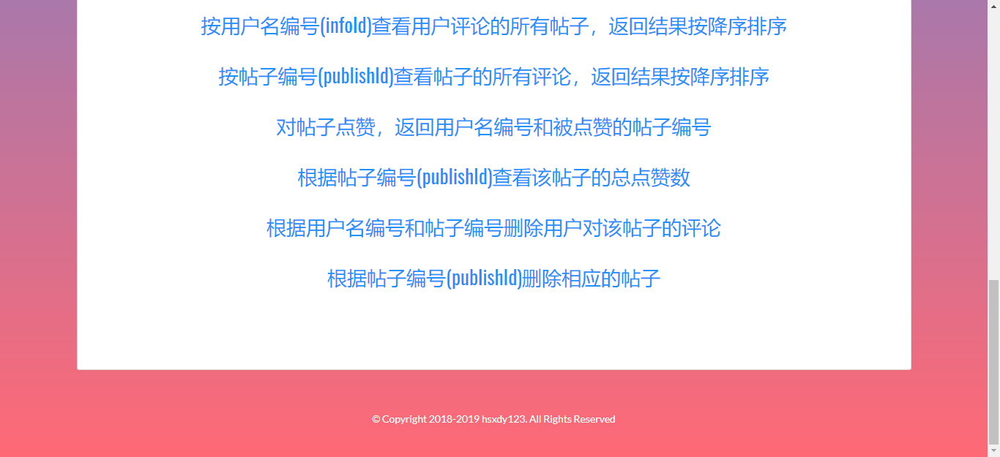 按用户名编号(infoId)查看用户评论的所有帖子，返回结果按降序排序
按帖子编号(publishId)查看帖子的所有评论，返回结果按降序排序
对帖子点赞，返回用户名编号和被点赞的帖子编号
根据帖子编号(publishId)查看该帖子的总点赞数
根据用户名编号和帖子编号删除用户对该帖子的评论
根据帖子编号(publishId)删除相应的帖子
© Copyright 2018-2019 hsxdy123. All Rights Reserved